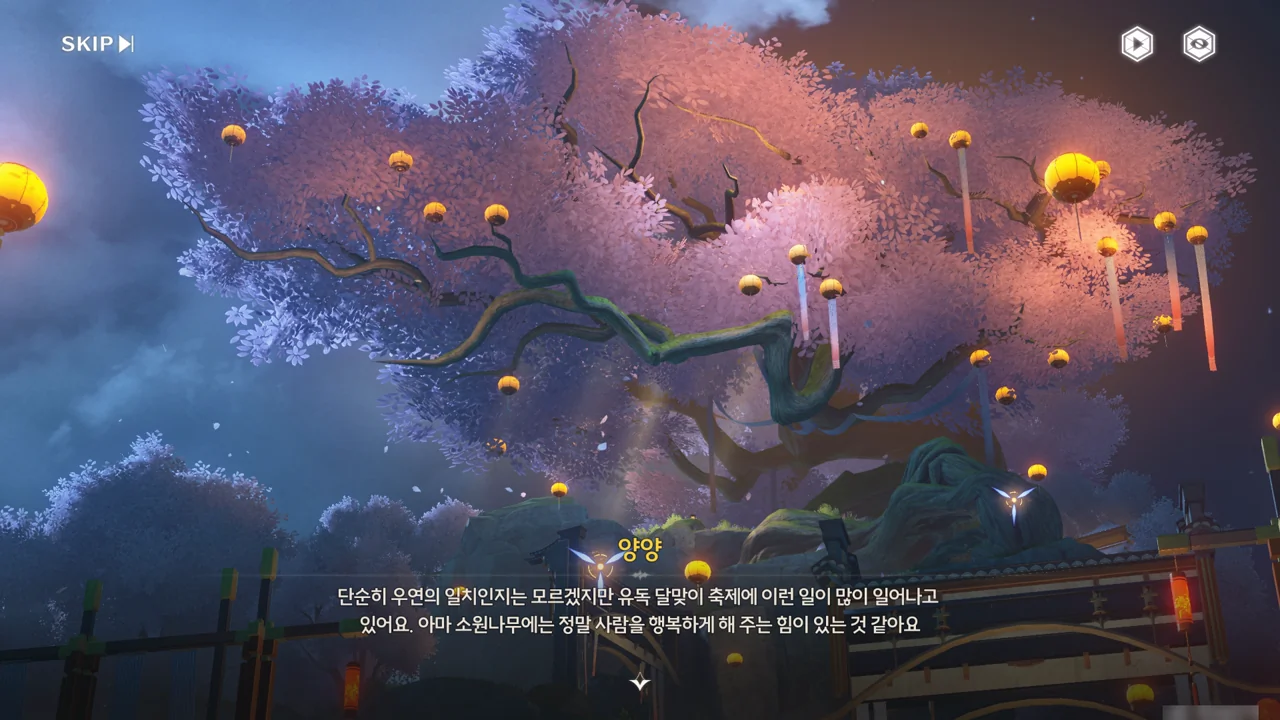 SKIP
양양
단순히 우연의 일치인지는 모르겠지만 유독 달맞이 축제에 이런 일이 많이 일어나고
있어요. 아마 소원나무에는 정말 사람을 행복하게 해 주는 힘이 있는 것 같아요